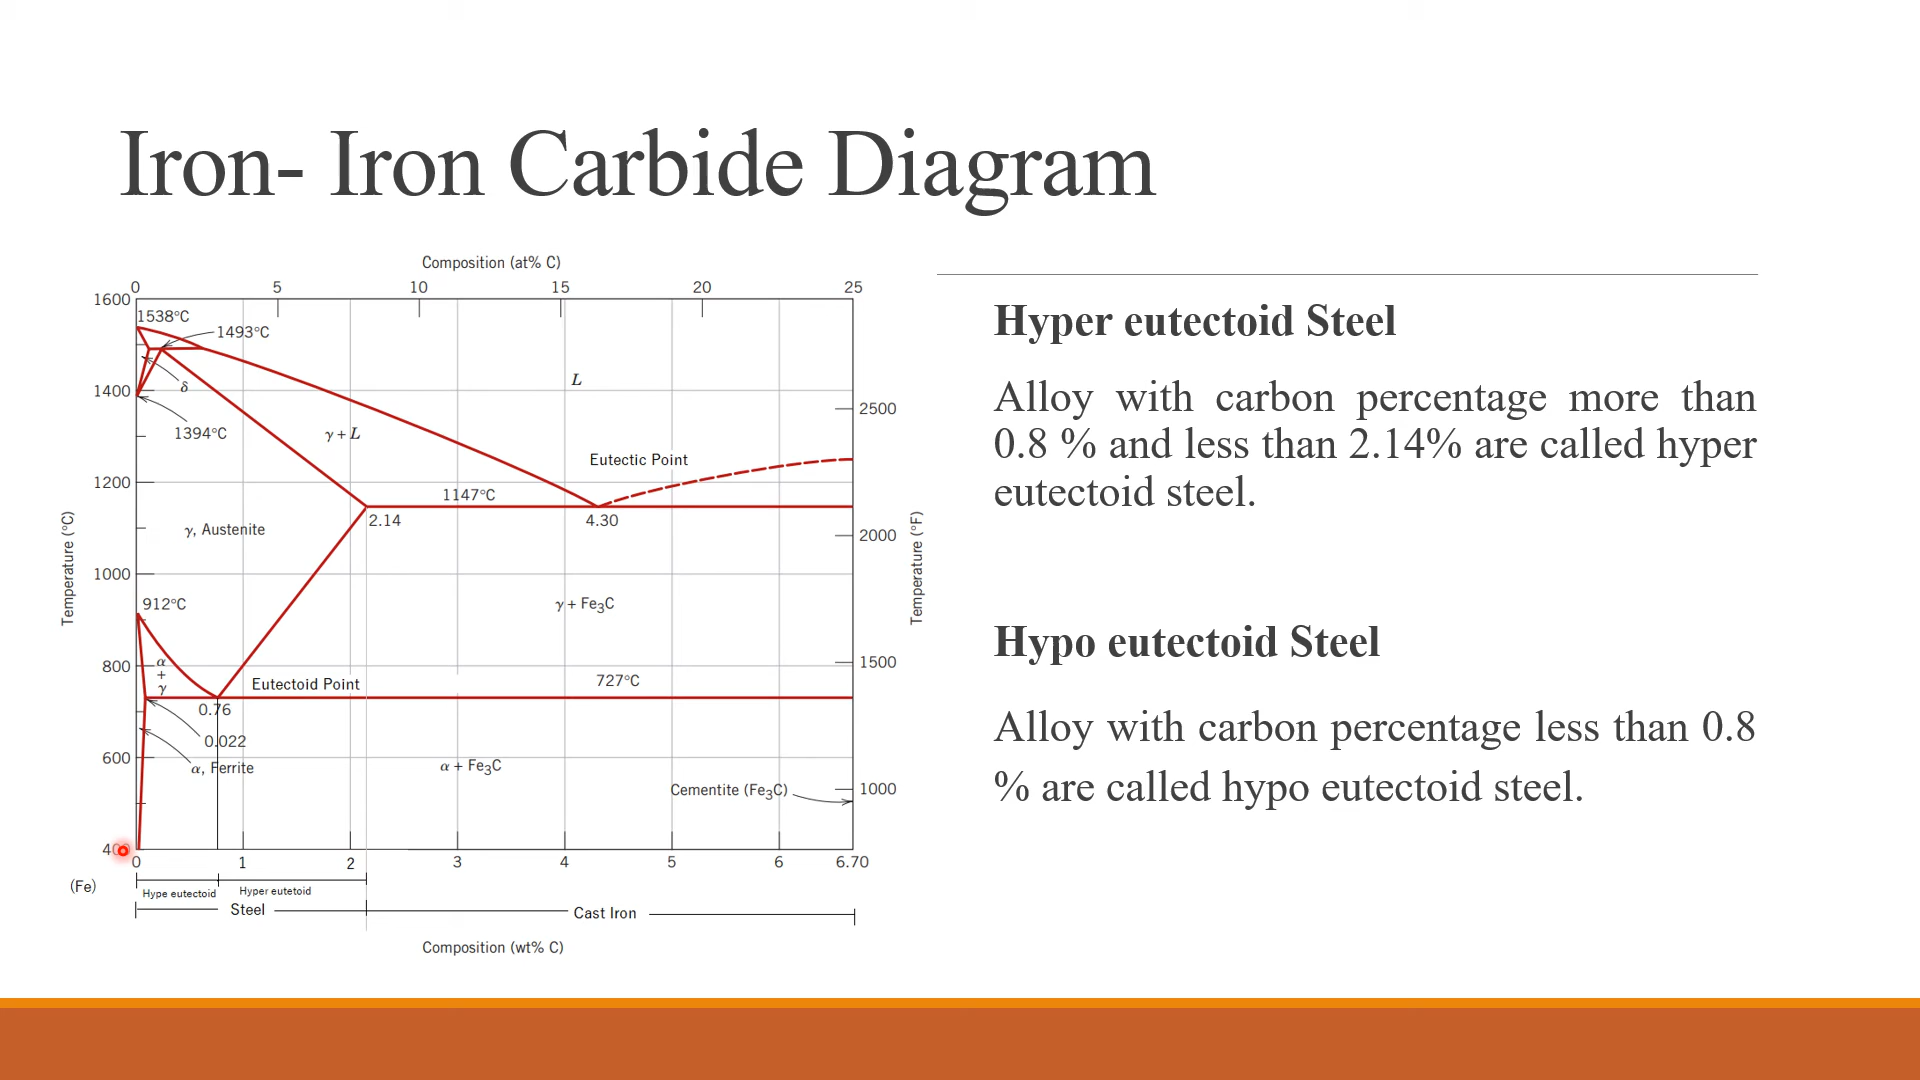 Iron- Iron Carbide Diagram
Composition (at% C)
0 5 10 15 20 25
1600
1538°C
1493°C
δ
L
1400
2500
1394°C
γ + L
Eutectic Point
1200
1147°C
2.14
4.30
γ, Austenite
2000
Temperature (°C)
Temperature (°F)
1000
912°C
γ + Fe3C
800
α
+
γ
1500
Eutectoid Point
727°C
0.76
0.022
600
α, Ferrite
α + Fe3C
Cementite (Fe3C)
1000
0 1 2 3 4 5 6 6.70
(Fe)
Hype eutectoid
Hyper eutetoid
Steel
Cast Iron
Composition (wt% C)
Hyper eutectoid Steel
Alloy with carbon percentage more than
0.8 % and less than 2.14% are called hyper
eutectoid steel.
Hypo eutectoid Steel
Alloy with carbon percentage less than 0.8
% are called hypo eutectoid steel.